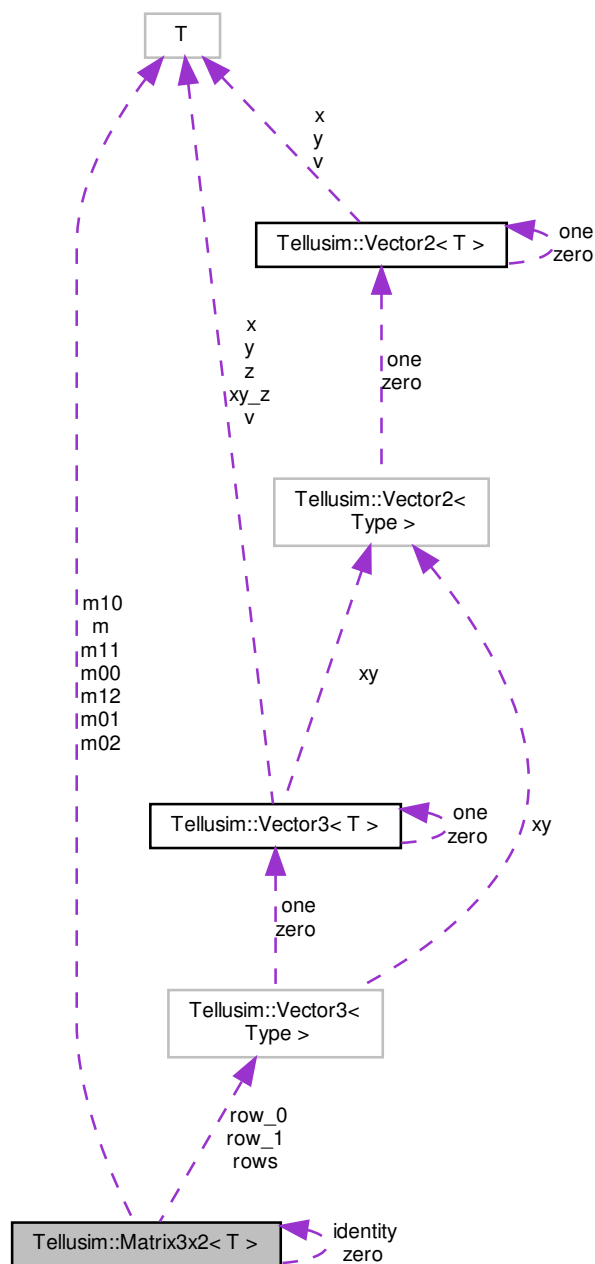 T
x
y
v
Tellusim::Vector2< T >
one
zero
x
y
z
xy_z
v
one
zero
Tellusim::Vector2<
Type >
m10
m
m11
m00
m12
m01
m02
xy
Tellusim::Vector3< T >
one
zero
xy
one
zero
Tellusim::Vector3<
Type >
row_0
row_1
rows
Tellusim::Matrix3x2< T >
identity
zero